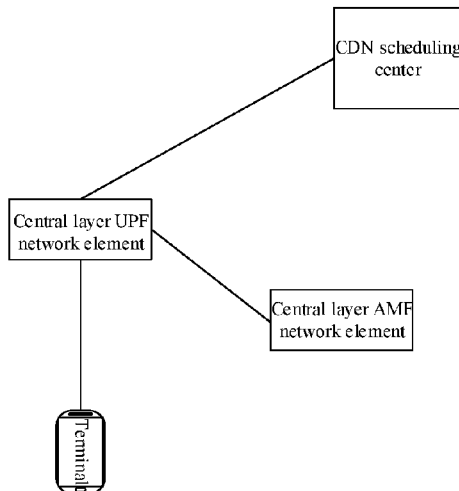 CDN scheduling
center
Central layer UPF
network element
Central layer AMF
network element
Terminal